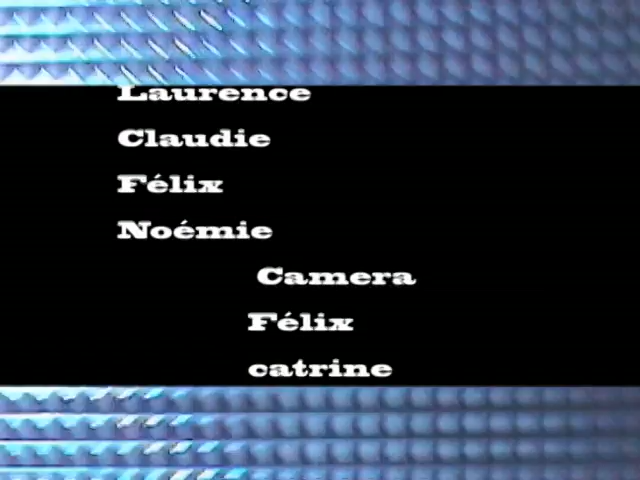 Laurence
Claudie
Félix
Noémie
Camera
Félix
catrine